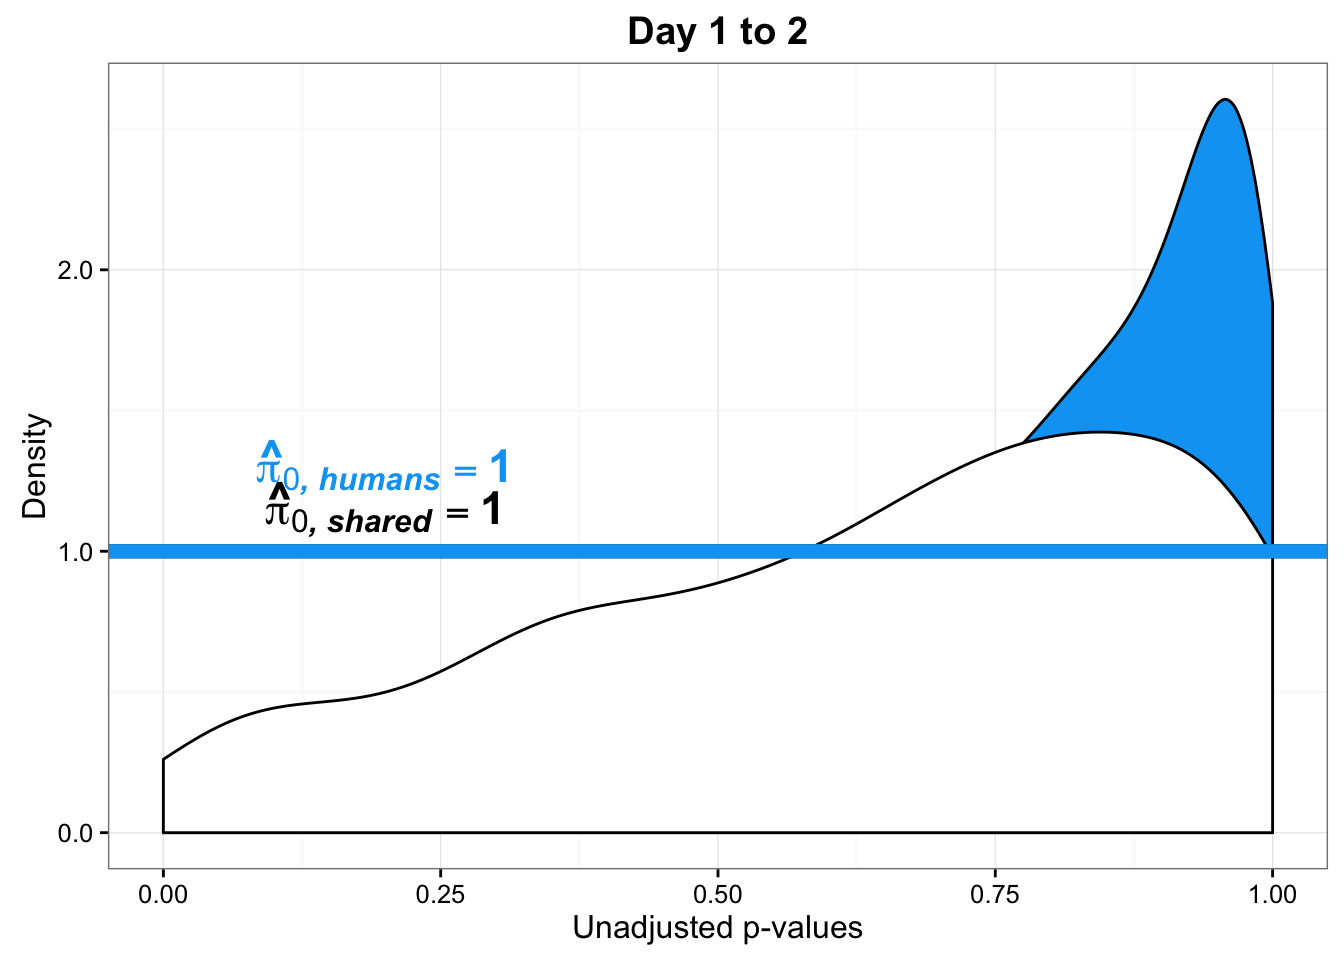 Day 1 to 2
Density
2.0
1.0
0.0
π̂0, humans = 1
π̂0, shared = 1
0.00 0.25 0.50 0.75 1.00
Unadjusted p-values